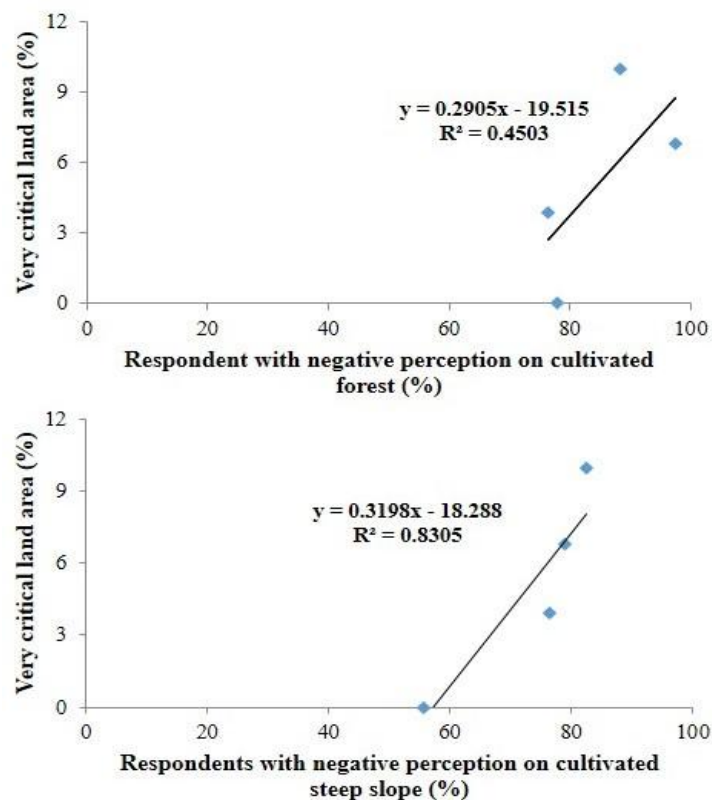 12
9
6
3
0
Very critical land area (%)
y = 0.2905x - 19.515
R² = 0.4503
0 20 40 60 80 100
Respondent with negative perception on cultivated
forest (%)
12
9
6
3
0
Very critical land area (%)
y = 0.3198x - 18.288
R² = 0.8305
0 20 40 60 80 100
Respondents with negative perception on cultivated
steep slope (%)